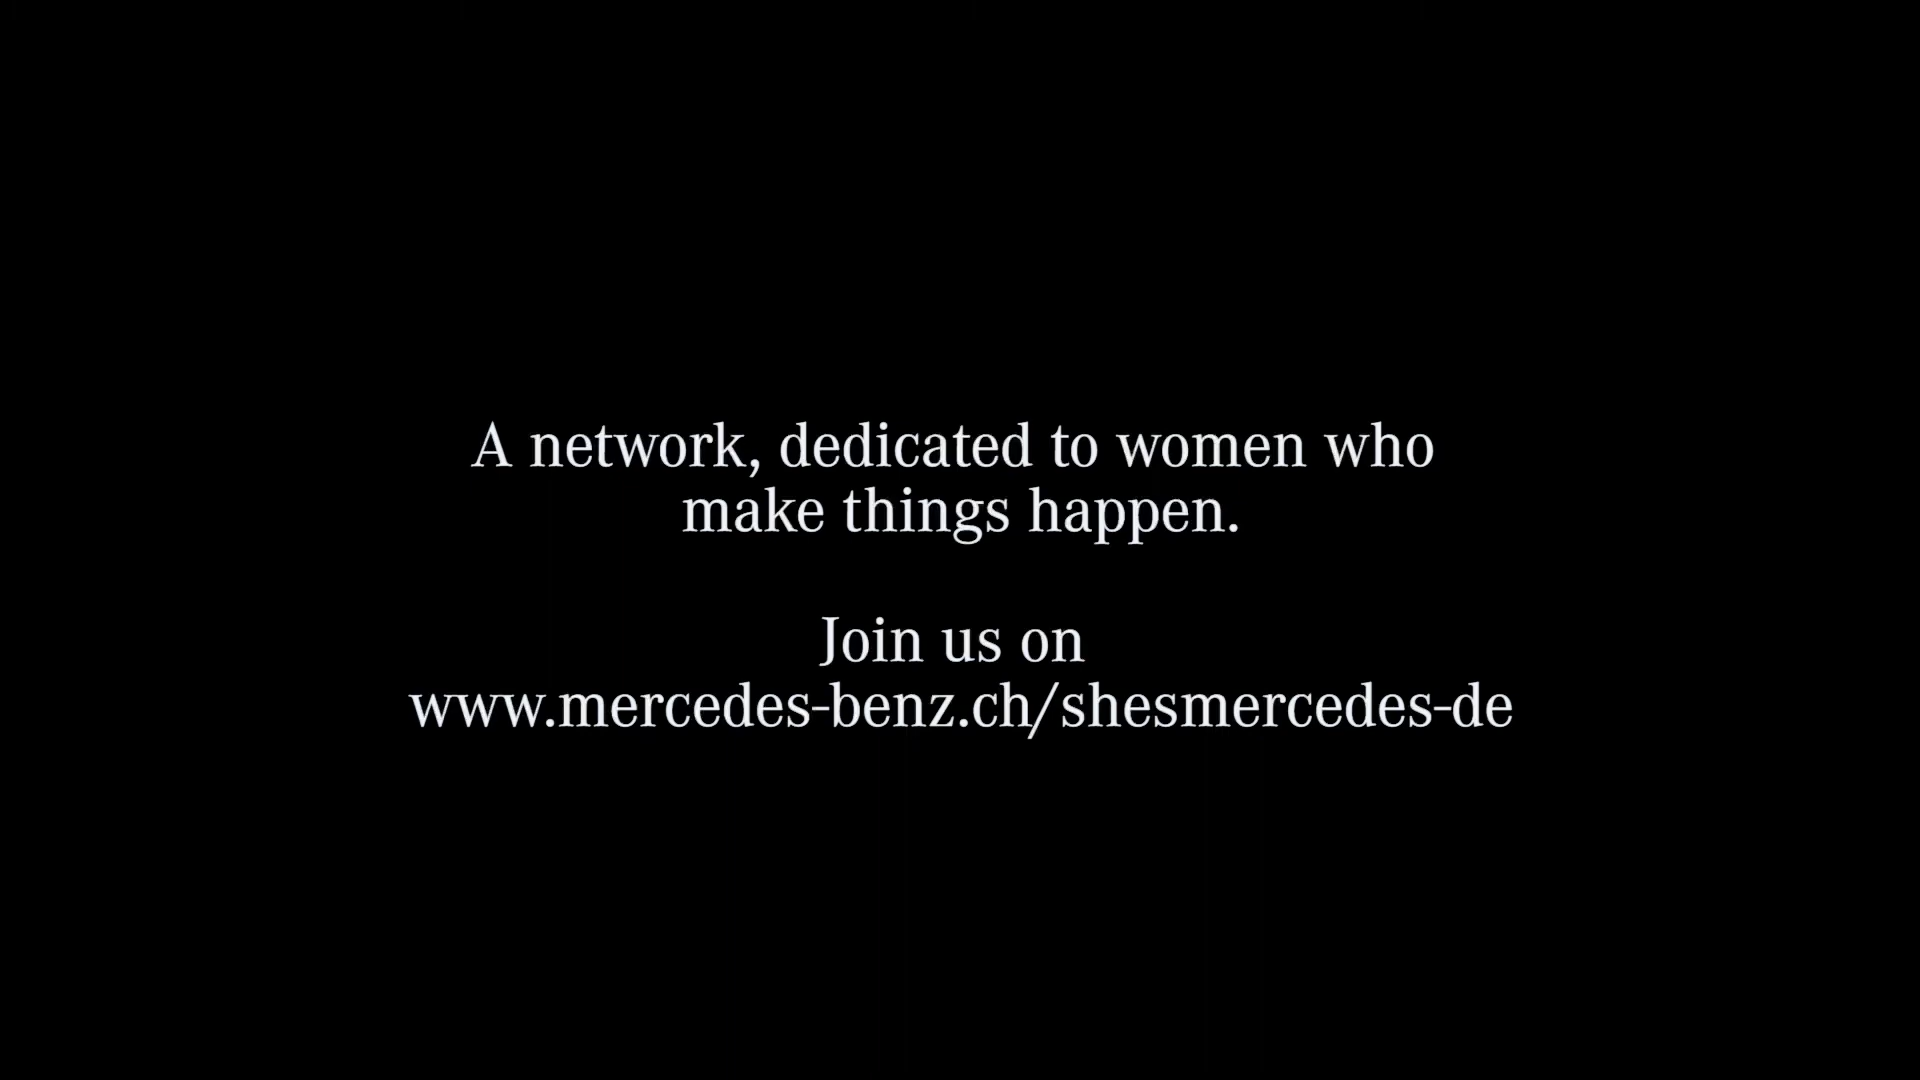 A network, dedicated to women who
make things happen.
Join us on
www.mercedes-benz.ch/shesmercedes-de